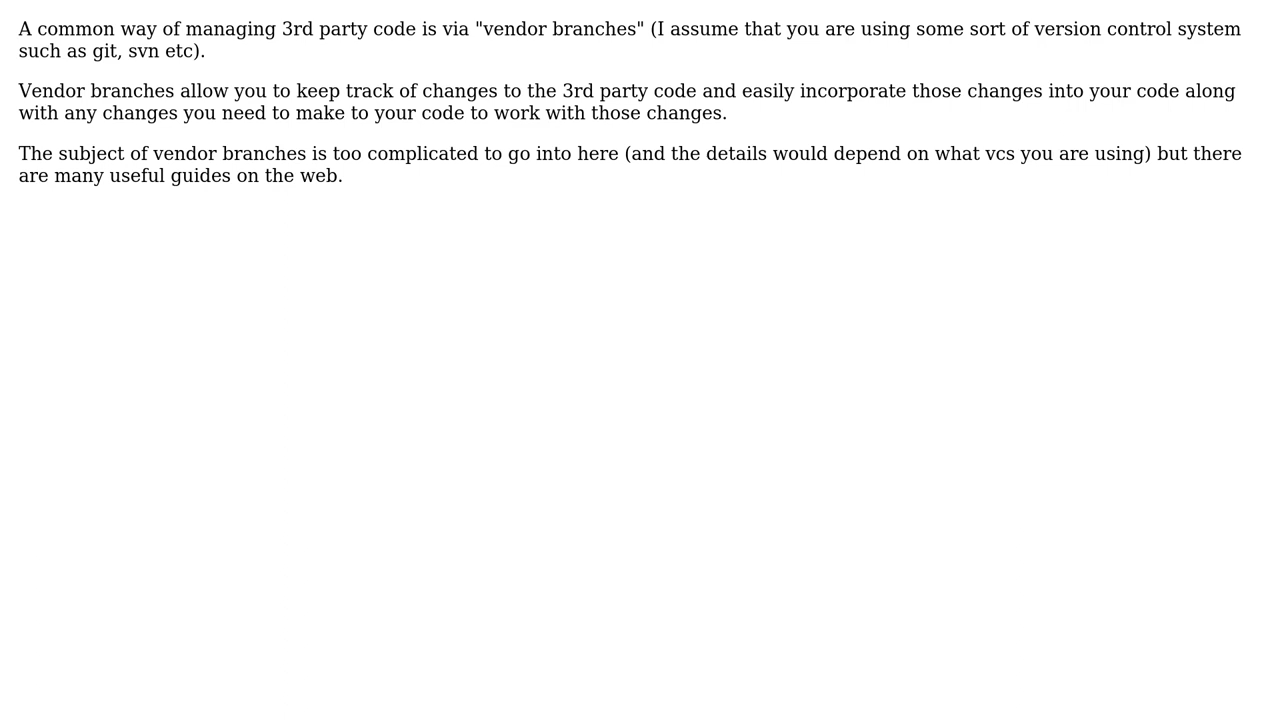 A common way of managing 3rd party code is via "vendor branches" (I assume that you are using some sort of version control system
such as git, svn etc).
Vendor branches allow you to keep track of changes to the 3rd party code and easily incorporate those changes into your code along
with any changes you need to make to your code to work with those changes.
The subject of vendor branches is too complicated to go into here (and the details would depend on what vcs you are using) but there
are many useful guides on the web.